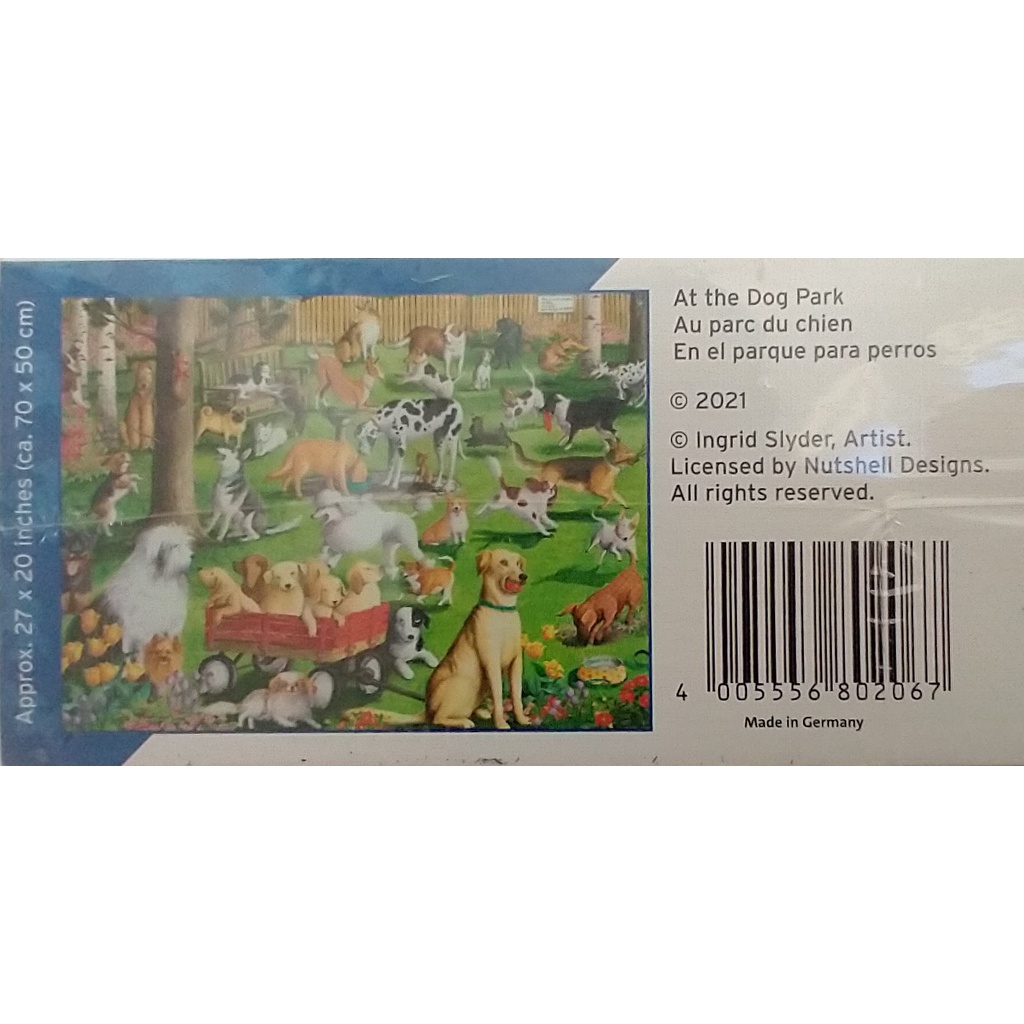 Approx. 27 x 20 inches (ca. 70 x 50 cm)
At the Dog Park
Au parc du chien
En el parque para perros
© 2021
© Ingrid Slyder, Artist.
Licensed by Nutshell Designs.
All rights reserved.
4 005556 802067
Made in Germany